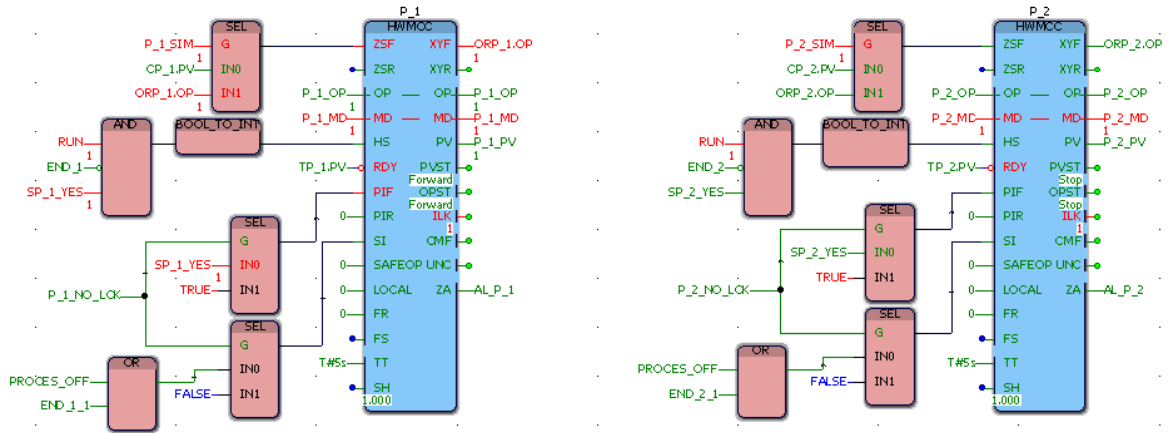 P_1
SEL
HWMCC
P_1_SIM
1
G
ZSF
XYF
ORP_1.OP
1
CP_1.PV
IN0
ZSR
XYR
ORP_1.OP
1
IN1
OP
OP
P_1_OP
1
P_1_OP
1
AND
BOOL_TO_INT
P_1_MD
1
MD
MD
P_1_MD
1
RUN
1
HS
PV
P_1_PV
1
END_1
TP_1.PV
RDY
PVST
Forward
SP_1_YES
1
PIF
OPST
Forward
SEL
0
PIR
ILK
1
G
SI
CMF
SP_1_YES
1
IN0
0
SAFEOP
UNC
TRUE
IN1
0
LOCAL
ZA
AL_P_1
P_1_NO_LCK
SEL
0
FR
G
FS
OR
IN0
T#5s
TT
PROCES_OFF
FALSE
IN1
SH
1.000
END_1_1
P_2
SEL
HWMCC
P_2_SIM
1
G
ZSF
XYF
ORP_2.OP
CP_2.PV
IN0
ZSR
XYR
ORP_2.OP
IN1
P_2_OP
OP
OP
P_2_OP
AND
BOOL_TO_INT
P_2_MD
1
MD
MD
P_2_MD
1
RUN
1
HS
PV
P_2_PV
END_2
TP_2.PV
RDY
PVST
Stop
SP_2_YES
PIF
OPST
Stop
SEL
0
PIR
ILK
1
G
SI
CMF
SP_2_YES
IN0
0
SAFEOP
UNC
TRUE
IN1
0
LOCAL
ZA
AL_P_2
P_2_NO_LCK
SEL
0
FR
G
FS
OR
IN0
T#5s
TT
PROCES_OFF
FALSE
IN1
SH
1.000
END_2_1